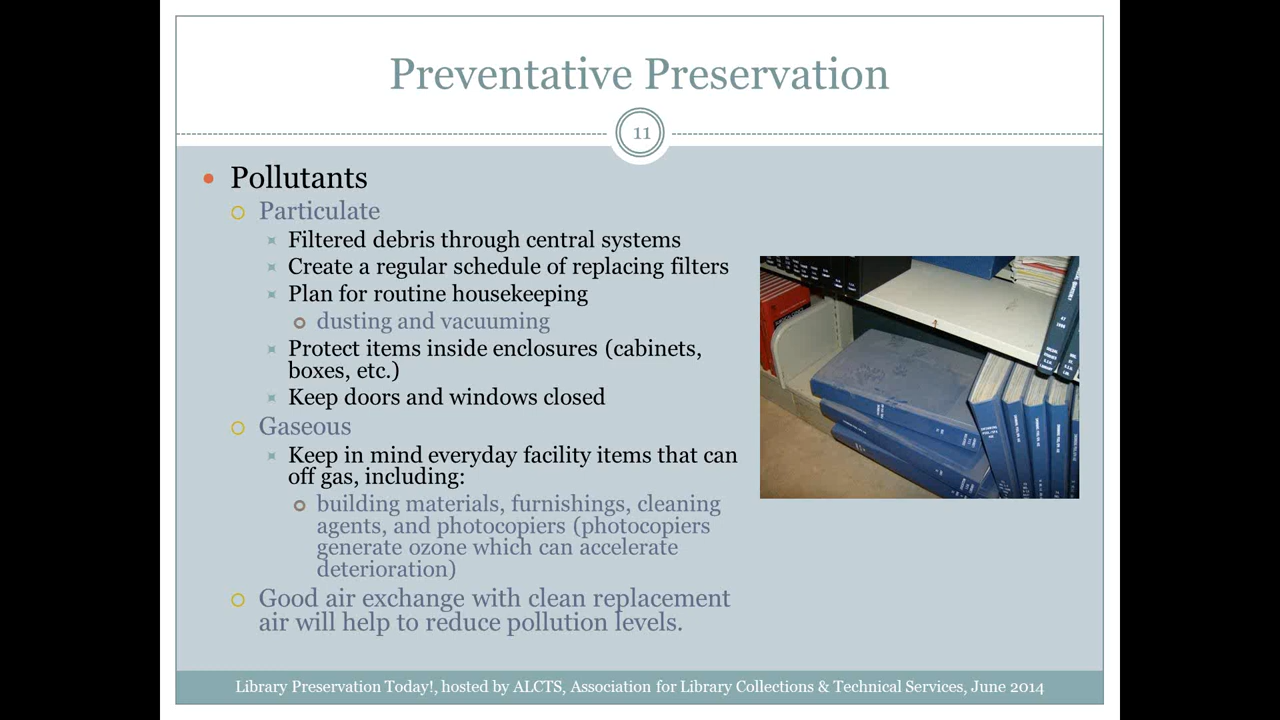 Preventative Preservation
11
Pollutants
Particulate
Filtered debris through central systems
Create a regular schedule of replacing filters
Plan for routine housekeeping
dusting and vacuuming
Protect items inside enclosures (cabinets,
boxes, etc.)
Keep doors and windows closed
Gaseous
Keep in mind everyday facility items that can
off gas, including:
building materials, furnishings, cleaning
agents, and photocopiers (photocopiers
generate ozone which can accelerate
deterioration)
Good air exchange with clean replacement
air will help to reduce pollution levels.
Library Preservation Today!, hosted by ALCTS, Association for Library Collections & Technical Services, June 2014